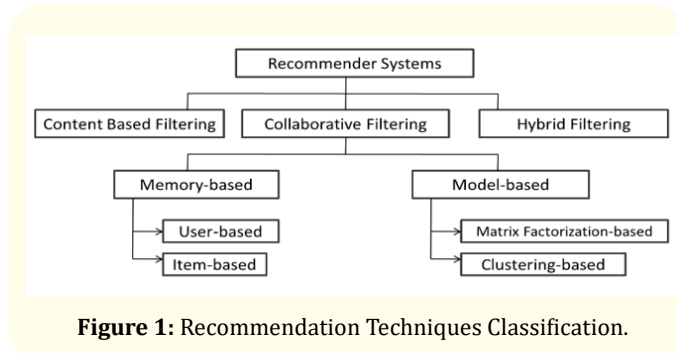 Recommender Systems
Content Based Filtering
Collaborative Filtering
Hybrid Filtering
Memory-based
Model-based
User-based
Matrix Factorization-based
Item-based
Clustering-based
Figure 1: Recommendation Techniques Classification.